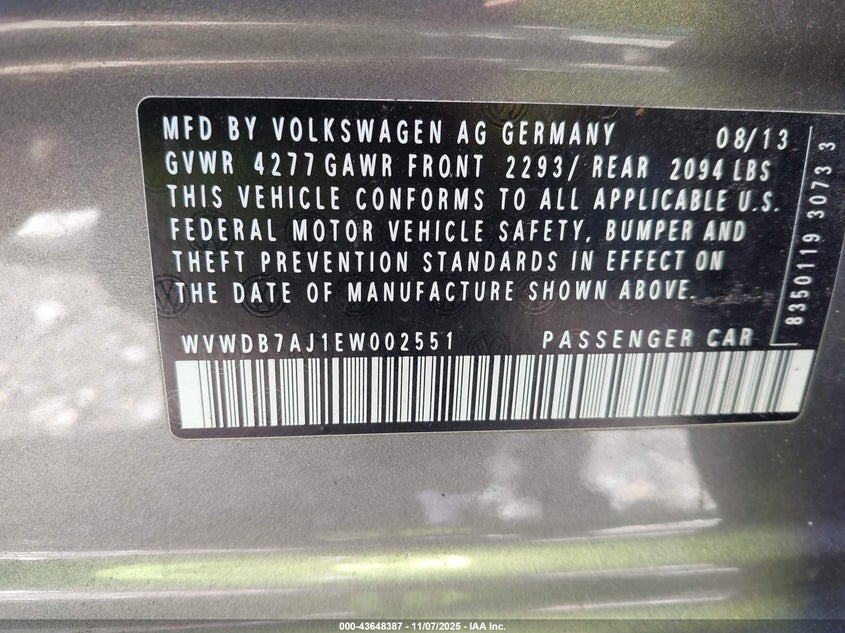 MFD BY VOLKSWAGEN AG GERMANY 08/13
GVWR 4277 GAWR FRONT 2293/ REAR 2094 LBS
THIS VEHICLE CONFORMS TO ALL APPLICABLE U.S.
FEDERAL MOTOR VEHICLE SAFETY, BUMPER AND
THEFT PREVENTION STANDARDS IN EFFECT ON
THE DATE OF MANUFACTURE SHOWN ABOVE.
WVWDB7AJ1EW002551 PASSENGER CAR
8350119 3073 3
000-43648387 - 11/07/2025 - IAA Inc.